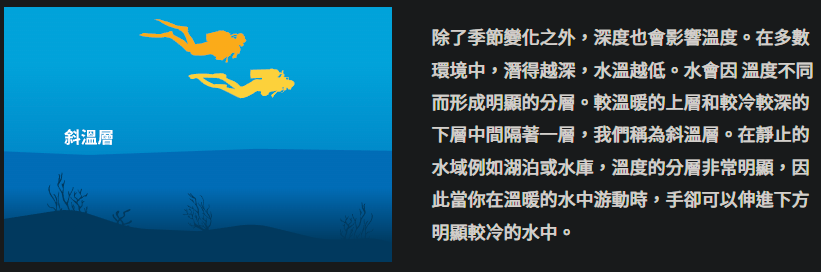 斜溫層
除了季節變化之外，深度也會影響溫度。在多數
環境中，潛得越深，水溫越低。水會因 溫度不同
而形成明顯的分層。較溫暖的上層和較冷較深的
下層中間隔著一層，我們稱為斜溫層。在靜止的
水域例如湖泊或水庫，溫度的分層非常明顯，因
此當你在溫暖的水中游動時，手卻可以伸進下方
明顯較冷的水中。